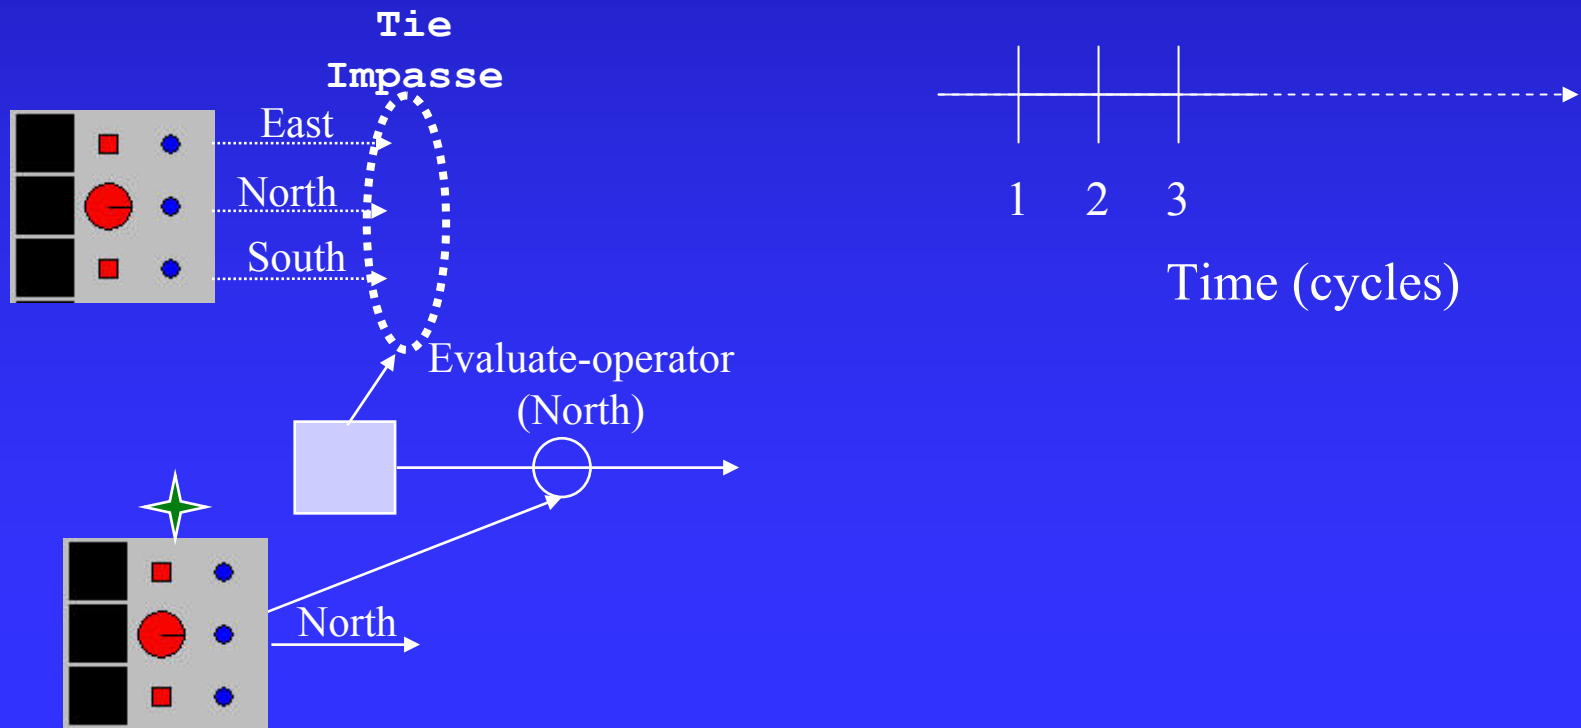 Tie
Impasse
East
North
South
Evaluate-operator
(North)
North
1 2 3
Time (cycles)